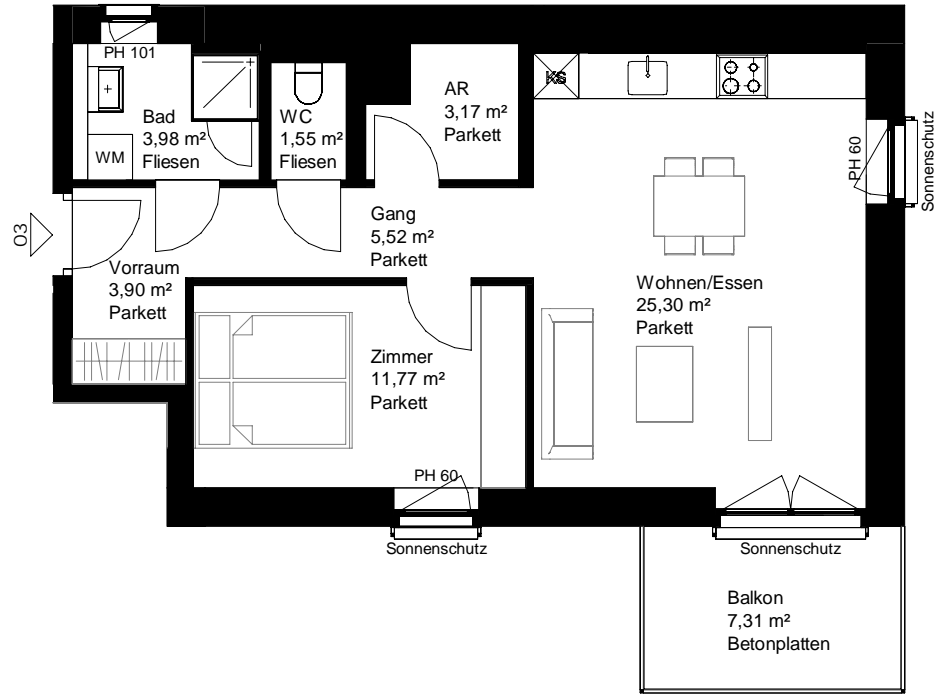 PH 101
Bad
3,98 m²
Fliesen
WM
WC
1,55 m²
Fliesen
AR
3,17 m²
Parkett
KS
PH 60
Sonnenschutz
O3
Vorraum
3,90 m²
Parkett
Gang
5,52 m²
Parkett
Wohnen/Essen
25,30 m²
Parkett
Zimmer
11,77 m²
Parkett
PH 60
Sonnenschutz
Sonnenschutz
Balkon
7,31 m²
Betonplatten